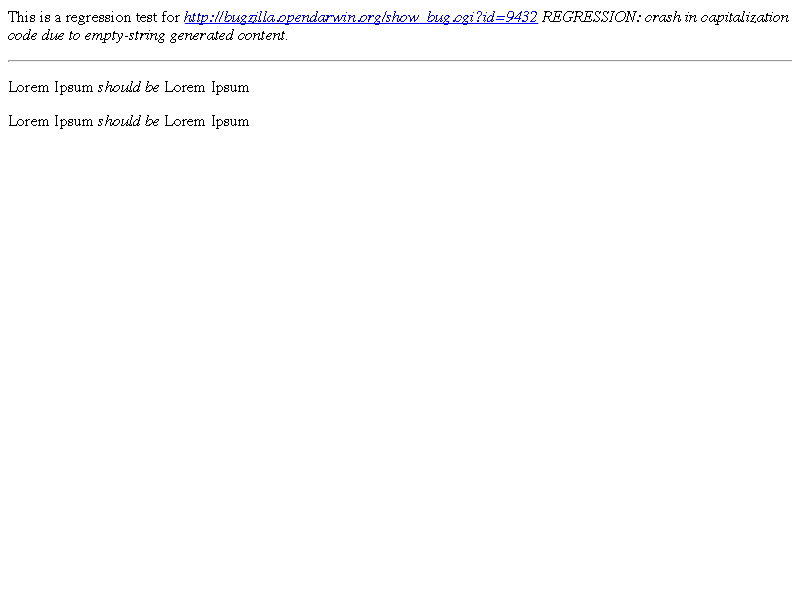 This is a regression test for http://bugzilla.opendarwin.org/show_bug.cgi?id=9432 REGRESSION: crash in capitalization
code due to empty-string generated content.
Lorem Ipsum should be Lorem Ipsum
Lorem Ipsum should be Lorem Ipsum